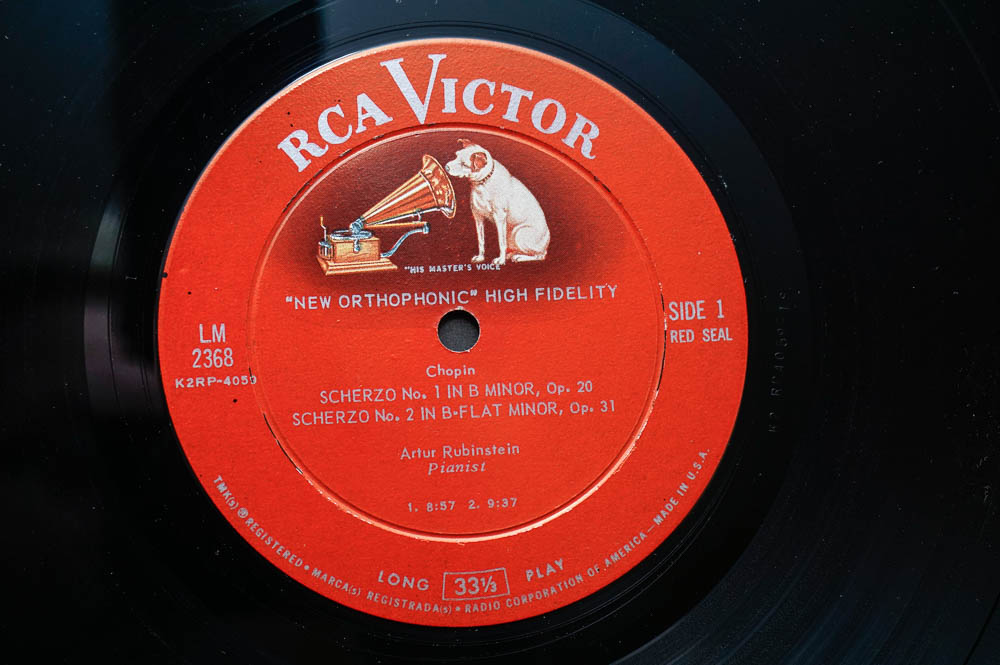 RCA VICTOR
"HIS MASTER'S VOICE"
"NEW ORTHOPHONIC" HIGH FIDELITY
LM
2368
K2RP-4059
SIDE 1
RED SEAL
Chopin
SCHERZO No. 1 IN B MINOR, Op. 20
SCHERZO No. 2 IN B-FLAT MINOR, Op. 31
Artur Rubinstein
Pianist
1. 8:57 2. 9:37
LONG 33⅓ PLAY
TMK(s) ® REGISTERED • MARCA(s) REGISTRADA(s) • RADIO CORPORATION OF AMERICA—MADE IN U.S.A.